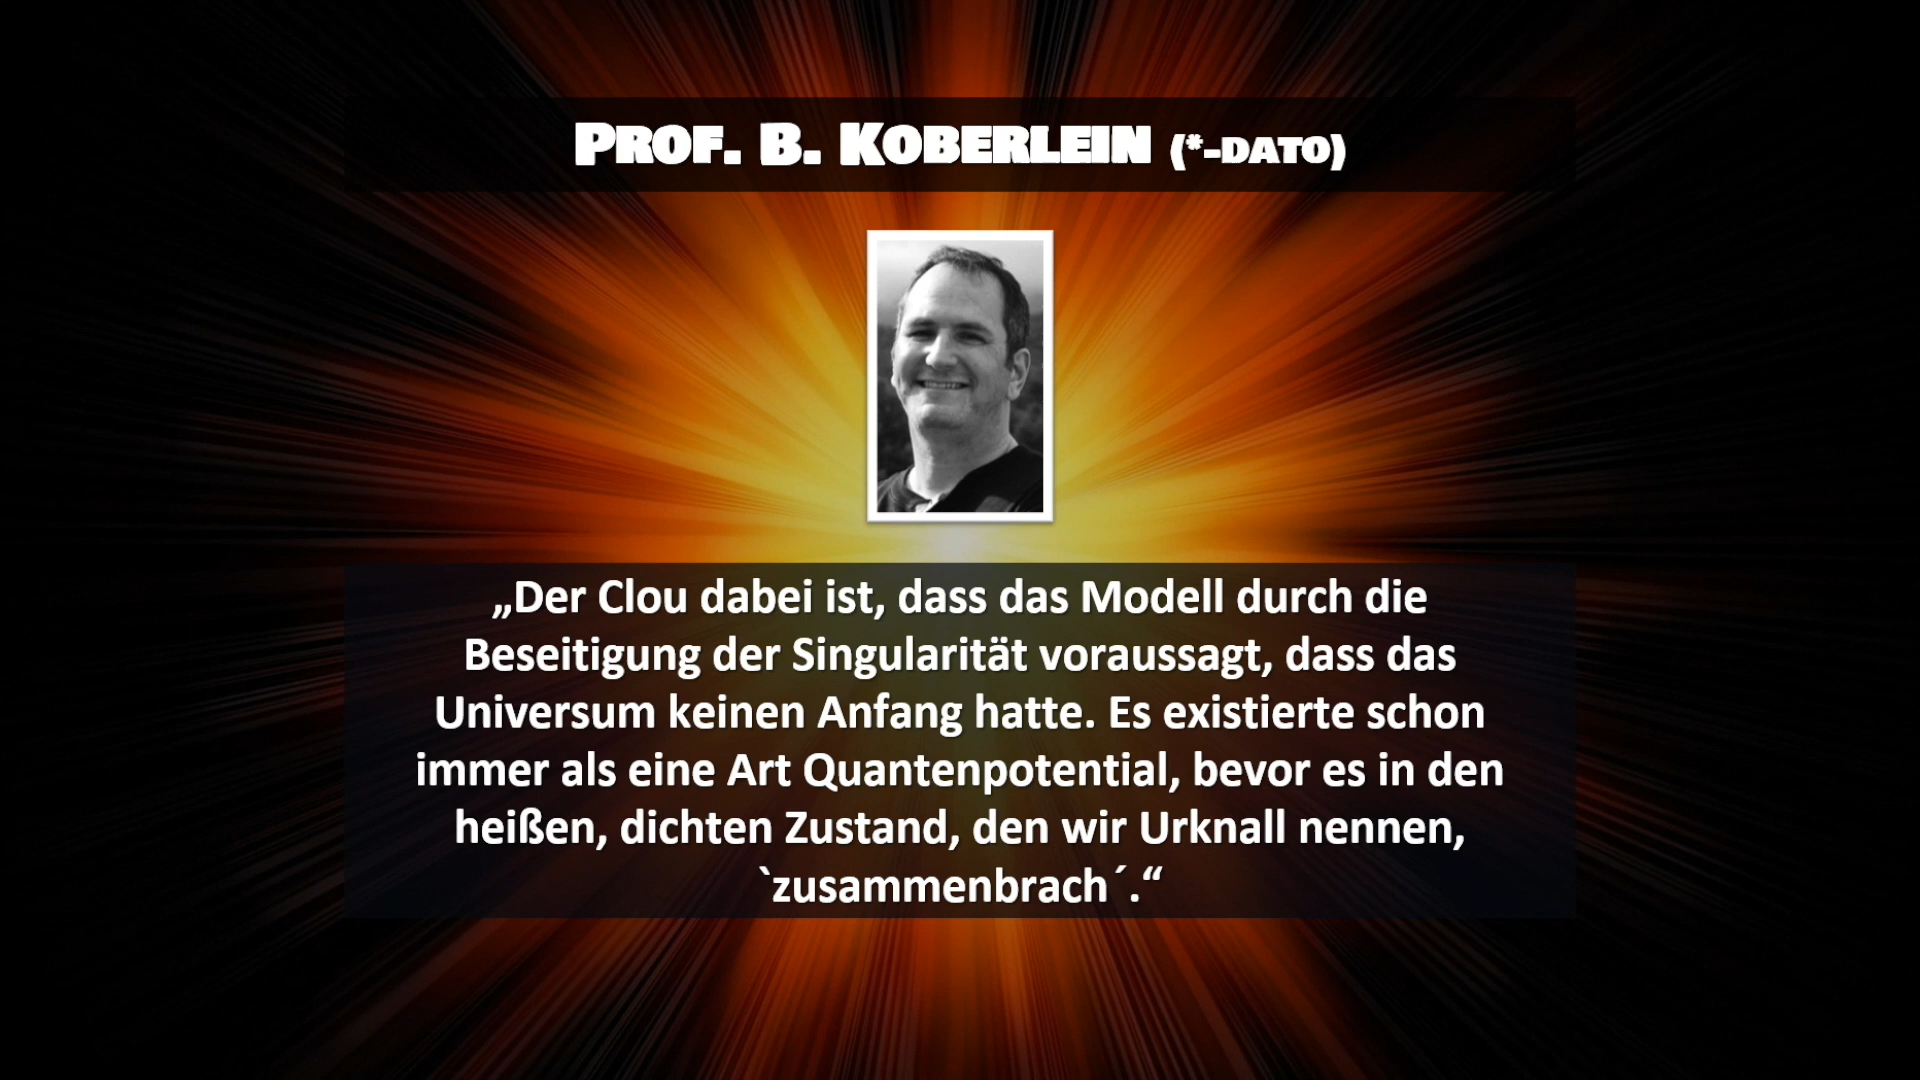 PROF. B. KOBERLEIN (*-DATO)
„Der Clou dabei ist, dass das Modell durch die
Beseitigung der Singularität voraussagt, dass das
Universum keinen Anfang hatte. Es existierte schon
immer als eine Art Quantenpotential, bevor es in den
heißen, dichten Zustand, den wir Urknall nennen,
`zusammenbrach´.“